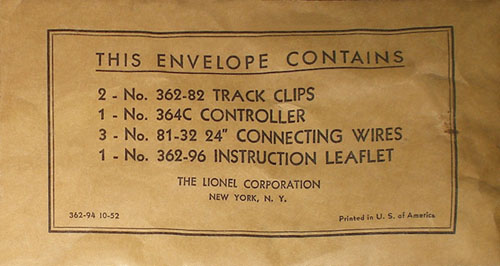 THIS ENVELOPE CONTAINS
2 - No. 362-82 TRACK CLIPS
1 - No. 364C CONTROLLER
3 - No. 81-32 24" CONNECTING WIRES
1 - No. 362-96 INSTRUCTION LEAFLET
THE LIONEL CORPORATION
NEW YORK, N. Y.
362-94 10-52
Printed in U. S. of America